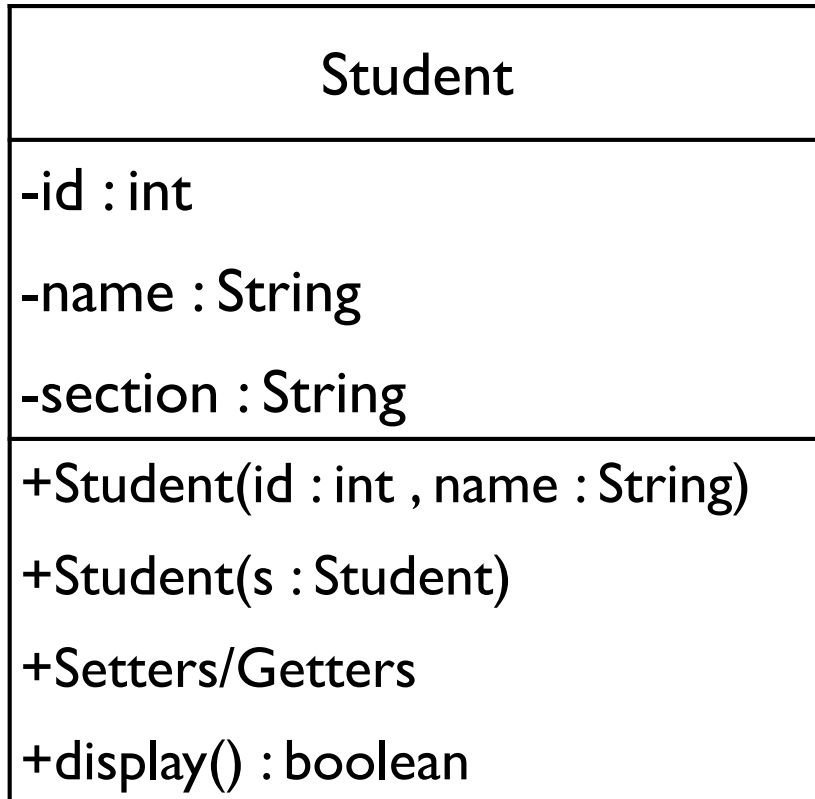 Student
-id : int
-name : String
-section : String
+Student(id : int , name : String)
+Student(s : Student)
+Setters/Getters
+display() : boolean